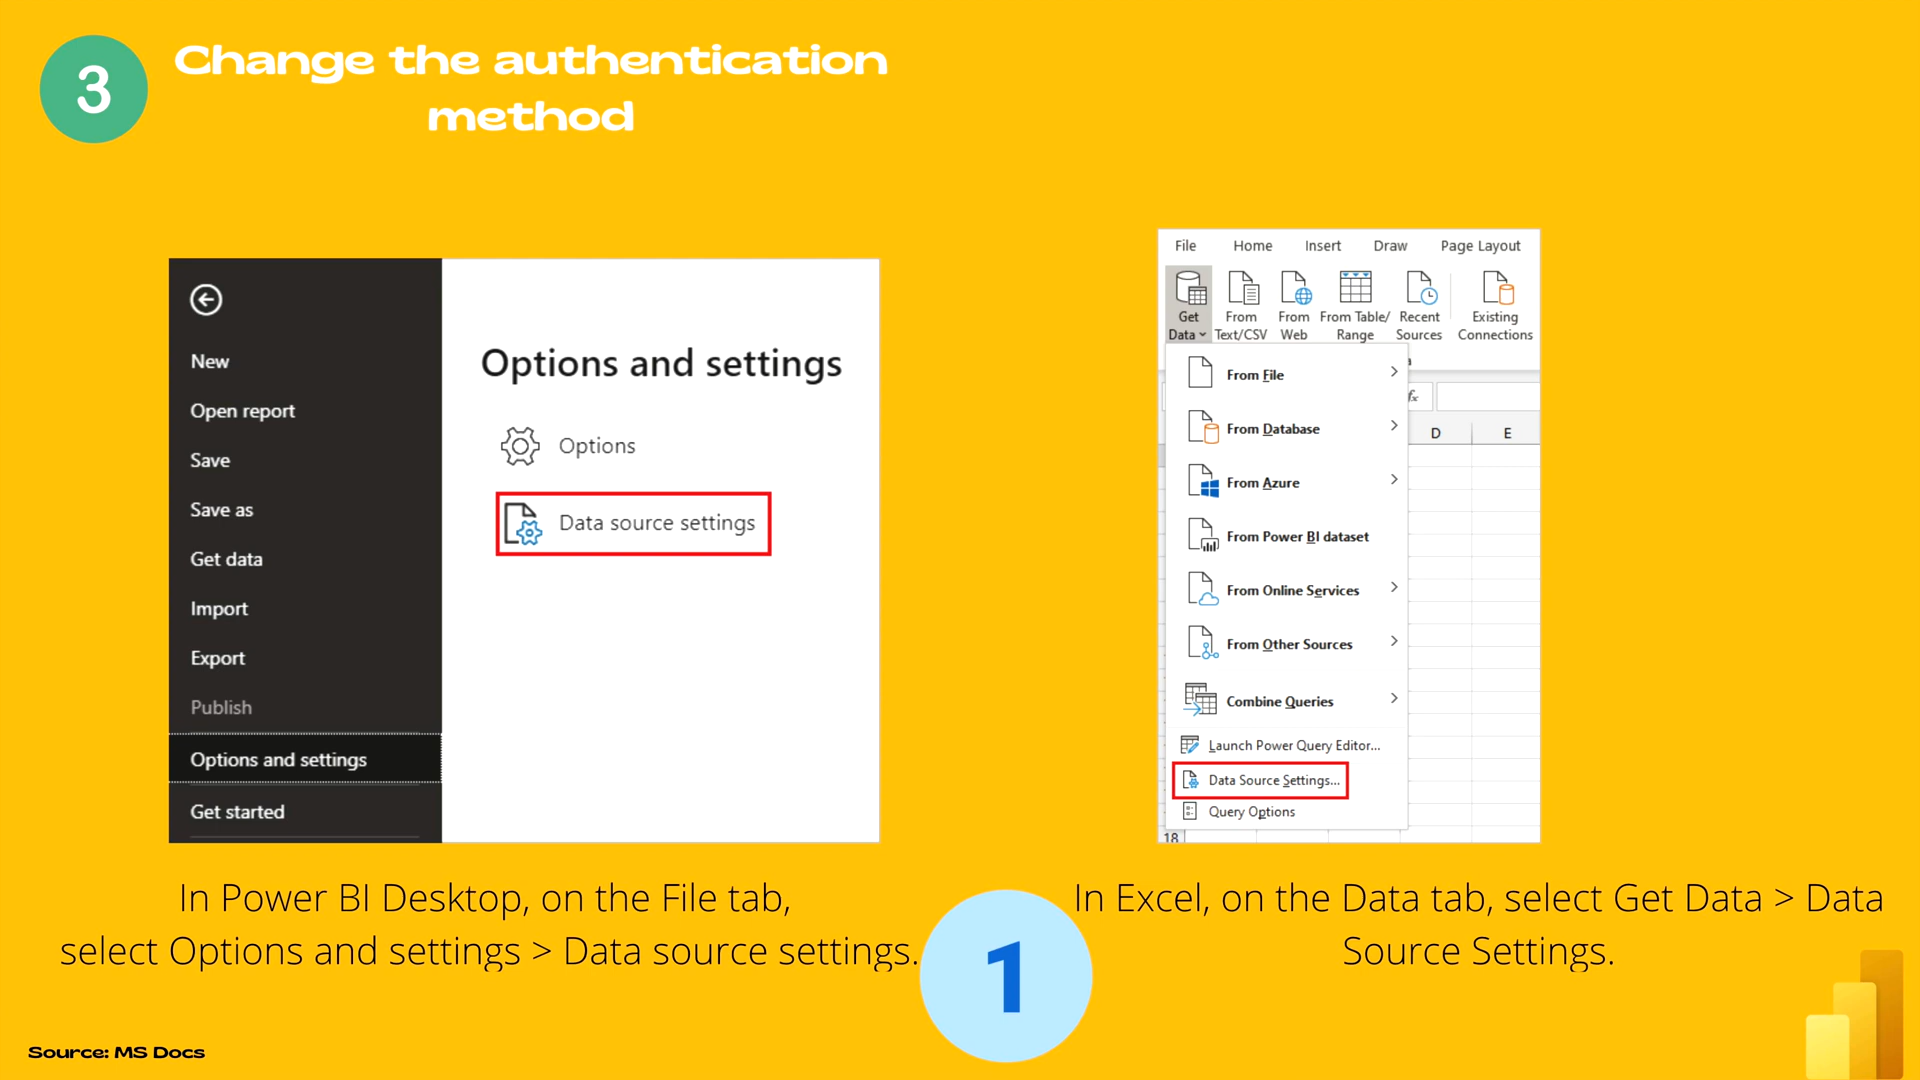 3
Change the authentication
method
New
Open report
Save
Save as
Get data
Import
Export
Publish
Options and settings
Get started
Options and settings
Options
Data source settings
File Home Insert Draw Page Layout
Get Data
From Text/CSV
From Web
From Table/ Range
Recent Sources
Existing Connections
fx
D E
From File
From Database
From Azure
From Power BI dataset
From Online Services
From Other Sources
Combine Queries
Launch Power Query Editor...
Data Source Settings...
Query Options
18
In Power BI Desktop, on the File tab,
select Options and settings > Data source settings.
1
In Excel, on the Data tab, select Get Data > Data
Source Settings.
Source: MS Docs